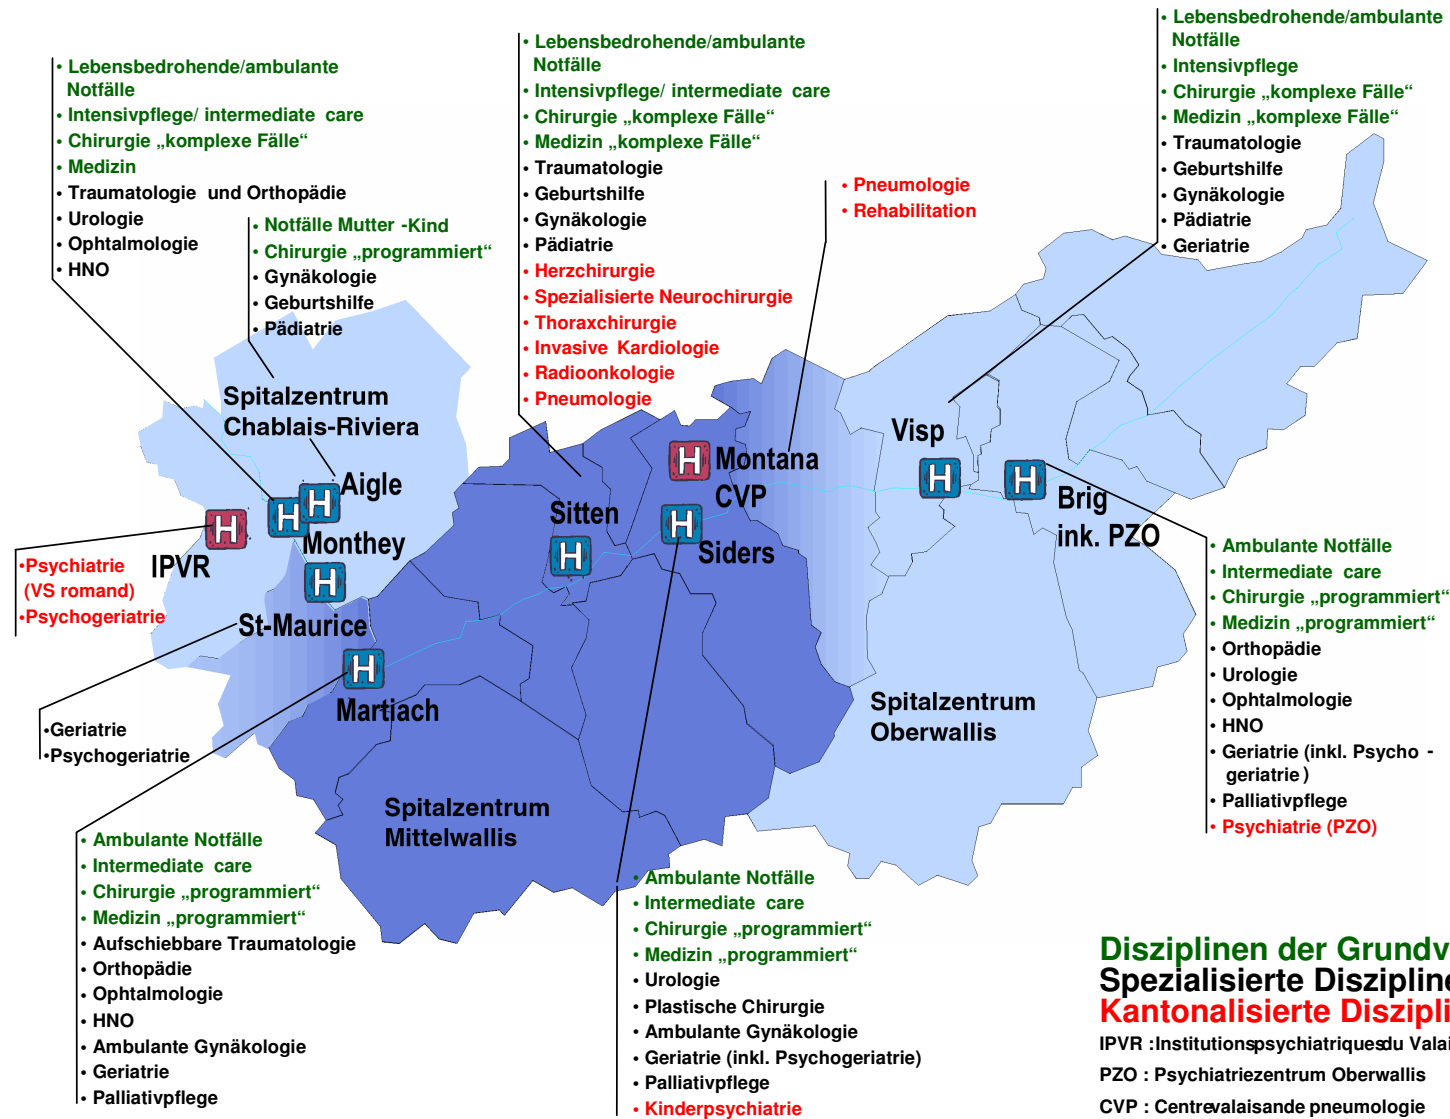 • Lebensbedrohende/ambulante
Notfälle
• Intensivpflege/ intermediate care
• Chirurgie „komplexe Fälle“
• Medizin
• Traumatologie und Orthopädie
• Urologie
• Ophtalmologie
• HNO
• Notfälle Mutter -Kind
• Chirurgie „programmiert“
• Gynäkologie
• Geburtshilfe
• Pädiatrie
• Lebensbedrohende/ambulante
Notfälle
• Intensivpflege/ intermediate care
• Chirurgie „komplexe Fälle“
• Medizin „komplexe Fälle“
• Traumatologie
• Geburtshilfe
• Gynäkologie
• Pädiatrie
• Herzchirurgie
• Spezialisierte Neurochirurgie
• Thoraxchirurgie
• Invasive Kardiologie
• Radioonkologie
• Pneumologie
• Pneumologie
• Rehabilitation
• Lebensbedrohende/ambulante
Notfälle
• Intensivpflege
• Chirurgie „komplexe Fälle“
• Medizin „komplexe Fälle“
• Traumatologie
• Geburtshilfe
• Gynäkologie
• Pädiatrie
• Geriatrie
Spitalzentrum
Chablais-Riviera
H Aigle
H Monthey
H IPVR
H St-Maurice
H Martiach
H Sitten
H Montana
CVP
H Siders
Visp
H
H Brig
ink. PZO
Spitalzentrum
Oberwallis
Spitalzentrum
Mittelwallis
•Psychiatrie
(VS romand)
•Psychogeriatrie
•Geriatrie
•Psychogeriatrie
• Ambulante Notfälle
• Intermediate care
• Chirurgie „programmiert“
• Medizin „programmiert“
• Aufschiebbare Traumatologie
• Orthopädie
• Ophtalmologie
• HNO
• Ambulante Gynäkologie
• Geriatrie
• Palliativpflege
• Ambulante Notfälle
• Intermediate care
• Chirurgie „programmiert“
• Medizin „programmiert“
• Urologie
• Plastische Chirurgie
• Ambulante Gynäkologie
• Geriatrie (inkl. Psychogeriatrie)
• Palliativpflege
• Kinderpsychiatrie
• Ambulante Notfälle
• Intermediate care
• Chirurgie „programmiert“
• Medizin „programmiert“
• Orthopädie
• Urologie
• Ophtalmologie
• HNO
• Geriatrie (inkl. Psycho -
geriatrie )
• Palliativpflege
• Psychiatrie (PZO)
Disziplinen der Grundv
Spezialisierte Disziplin
Kantonalisierte Diszipli
IPVR :Institutionspsychiatriquesdu Valai
PZO : Psychiatriezentrum Oberwallis
CVP : Centrevalaisande pneumologie